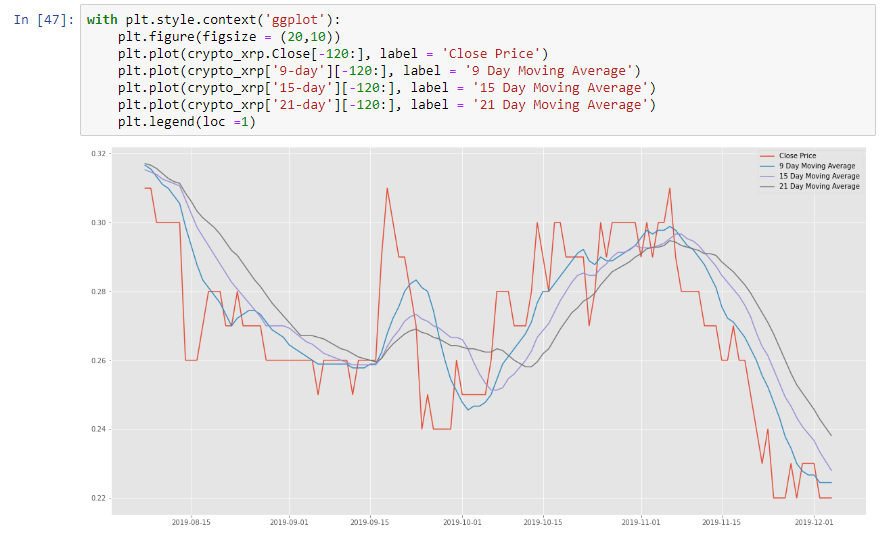 In [47]: with plt.style.context('ggplot'):
    plt.figure(figsize = (20,10))
    plt.plot(crypto_xrp.Close[-120:], label = 'Close Price')
    plt.plot(crypto_xrp['9-day'][-120:], label = '9 Day Moving Average')
    plt.plot(crypto_xrp['15-day'][-120:], label = '15 Day Moving Average')
    plt.plot(crypto_xrp['21-day'][-120:], label = '21 Day Moving Average')
    plt.legend(loc =1)
Close Price
9 Day Moving Average
15 Day Moving Average
21 Day Moving Average
0.32
0.30
0.28
0.26
0.24
0.22
2019-08-15 2019-09-01 2019-09-15 2019-10-01 2019-10-15 2019-11-01 2019-11-15 2019-12-01